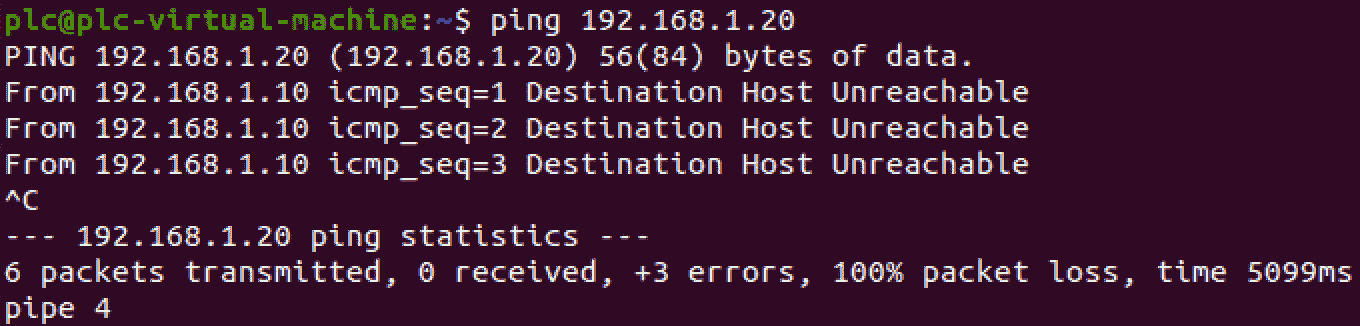 plc@plc-virtual-machine:~$ ping 192.168.1.20
PING 192.168.1.20 (192.168.1.20) 56(84) bytes of data.
From 192.168.1.10 icmp_seq=1 Destination Host Unreachable
From 192.168.1.10 icmp_seq=2 Destination Host Unreachable
From 192.168.1.10 icmp_seq=3 Destination Host Unreachable
^C
--- 192.168.1.20 ping statistics ---
6 packets transmitted, 0 received, +3 errors, 100% packet loss, time 5099ms
pipe 4